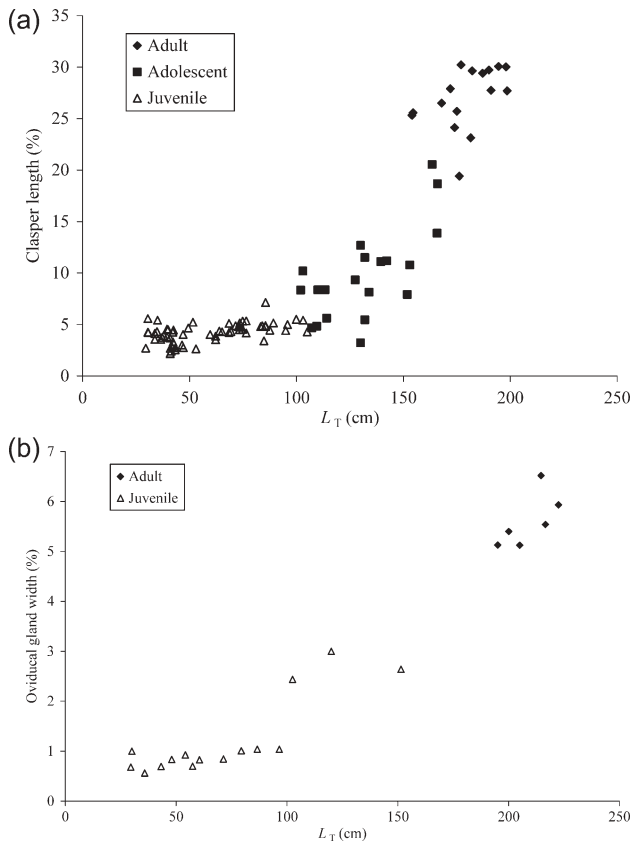 (a)
35
30
25
20
15
10
5
0
Clasper length (%)
Adult
Adolescent
Juvenile
0 50 100 150 200 250
L T (cm)
(b)
7
6
5
4
3
2
1
0
Oviducal gland width (%)
Adult
Juvenile
0 50 100 150 200 250
L T (cm)